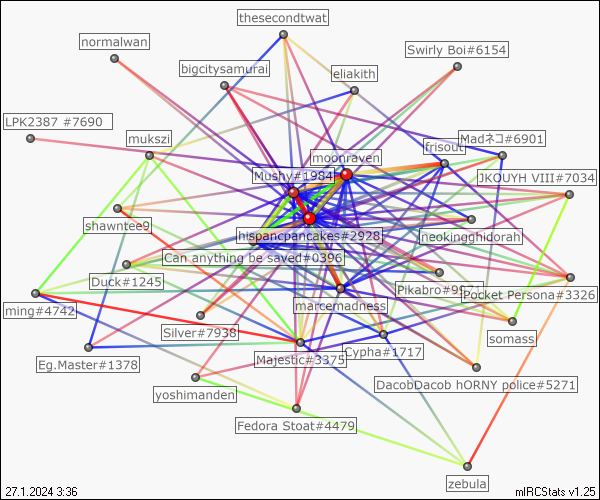 thesecondtwat
normalwan
Swirly Boi#6154
bigcitysamurai
eliakith
LPK2387 #7690
mukszi
Madネコ#6901
frisout
moonraven
Mushy#1984
JKOUYH VIII#7034
shawntee9
hispancpancakes#2928
neokingghidorah
Can anything be saved#0396
Duck#1245
Pikabro#9971
Pocket Persona#3326
ming#4742
marcemadness
Silver#7938
somass
Cypha#1717
Majestic#3375
Eg.Master#1378
DacobDacob hORNY police#5271
yoshimanden
Fedora Stoat#4479
zebula
27.1.2024 3:36
mIRCStats v1.25